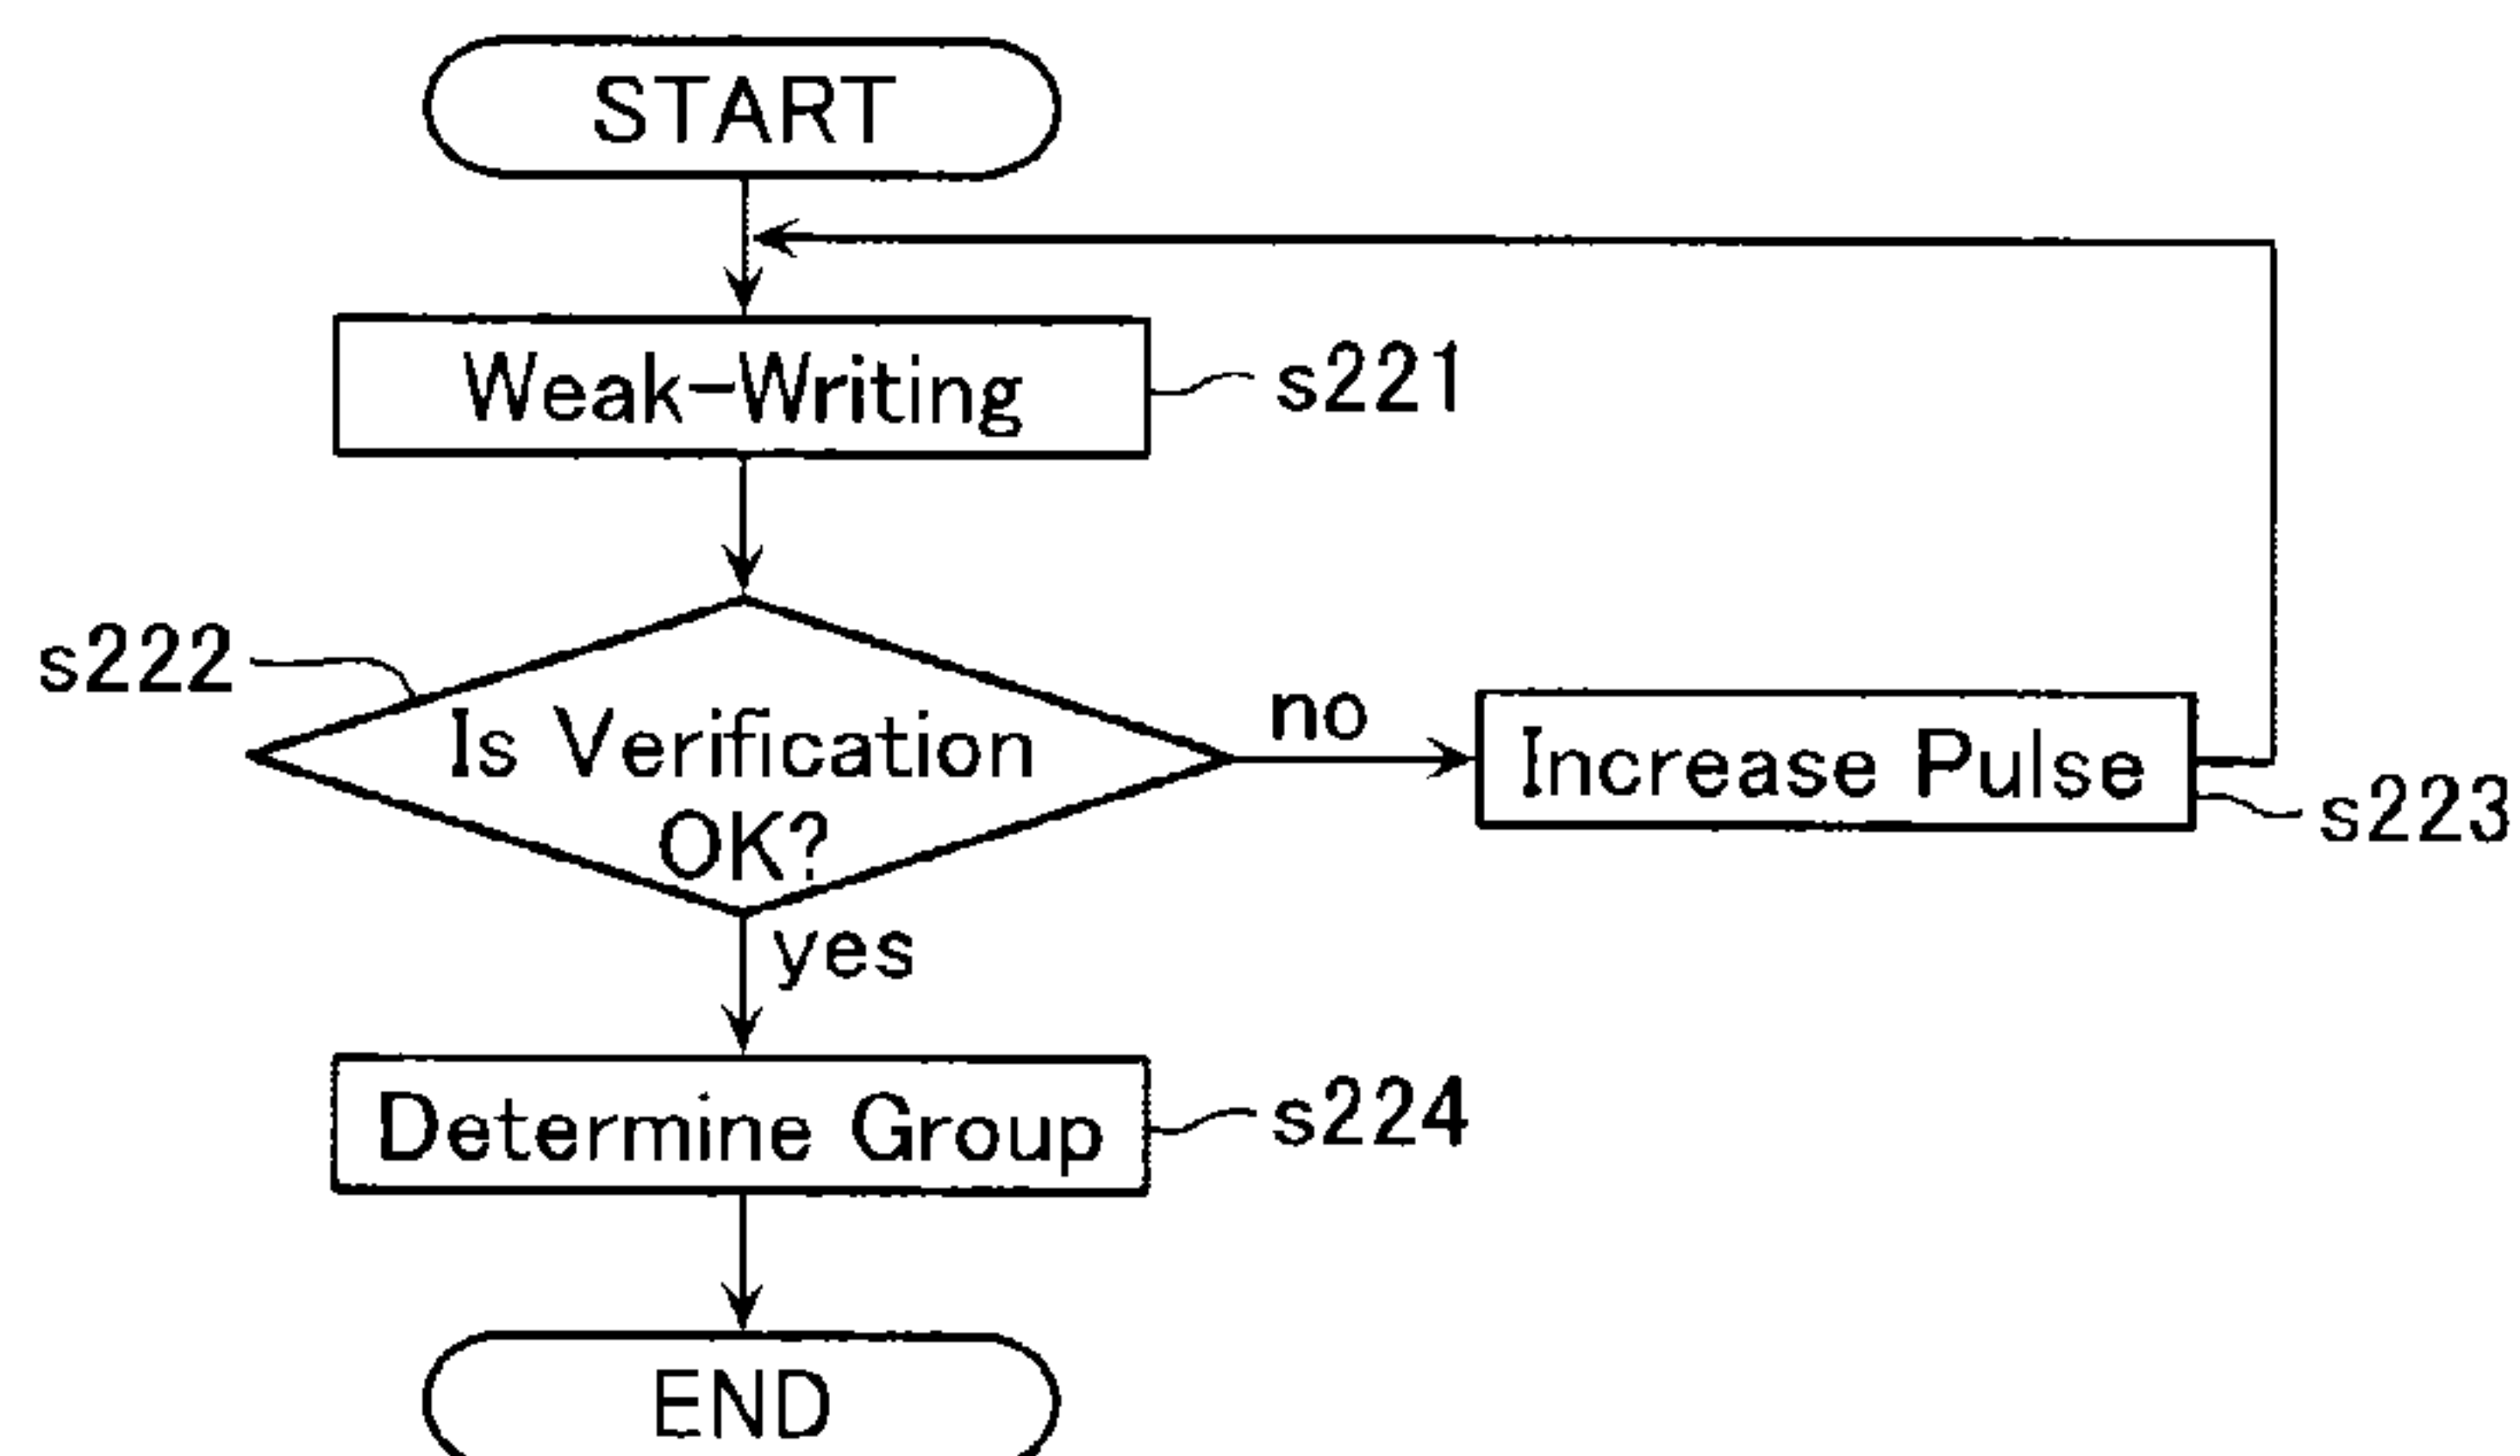 START
Weak-Writing
s221
s222
Is Verification
OK?
no
Increase Pulse
s223
yes
Determine Group
s224
END